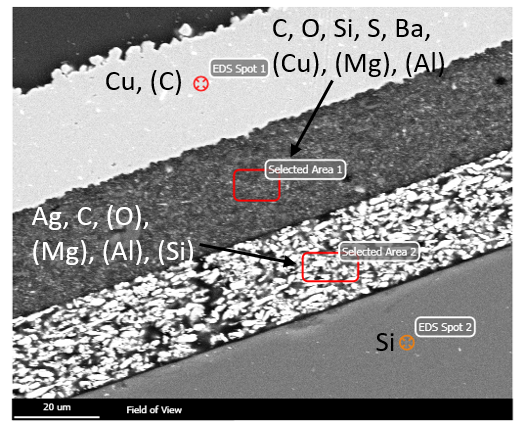 C, O, Si, S, Ba,
(Cu), (Mg), (Al)
Cu, (C)
EDS Spot 1
Selected Area 1
Ag, C, (O),
(Mg), (Al), (Si)
Selected Area 2
EDS Spot 2
Si
20 um
Field of View